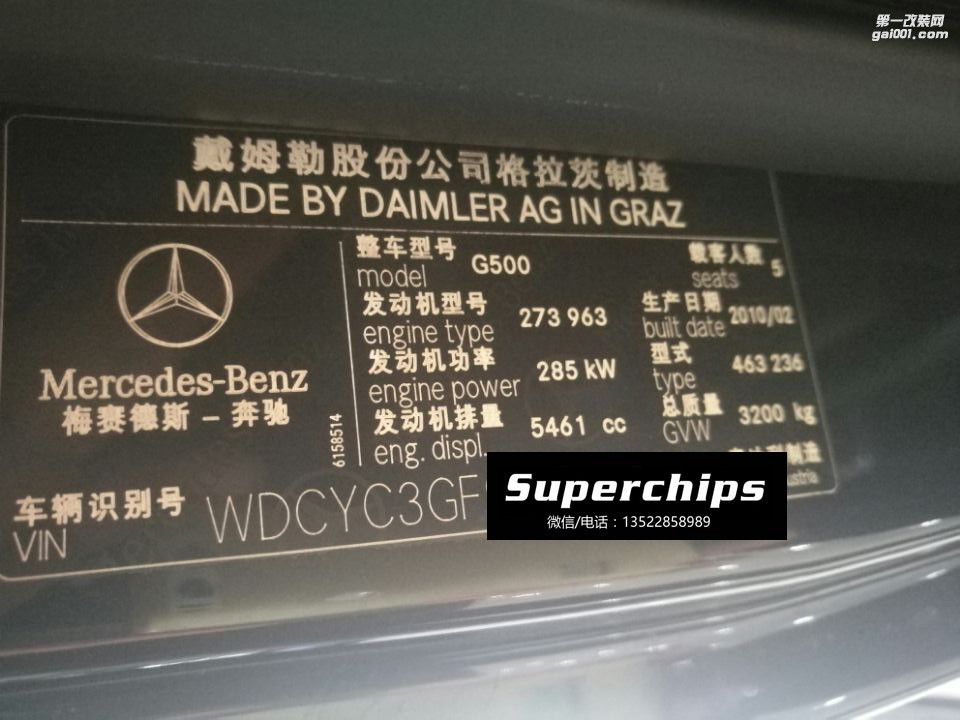 第一改装网
gai001.com
戴姆勒股份公司格拉茨制造
MADE BY DAIMLER AG IN GRAZ
整车型号
model
G500
载客人数
seats
5
发动机型号
engine type
273 963
生产日期
built date
2010/02
发动机功率
engine power
285 kW
型式
type
463 236
发动机排量
eng. displ.
5461 cc
总质量
GVW
3200 kg
Mercedes-Benz
梅赛德斯－奔驰
6158514
制造
车辆识别号
VIN
WDCYC3GF
Superchips
微信/电话：13522858989